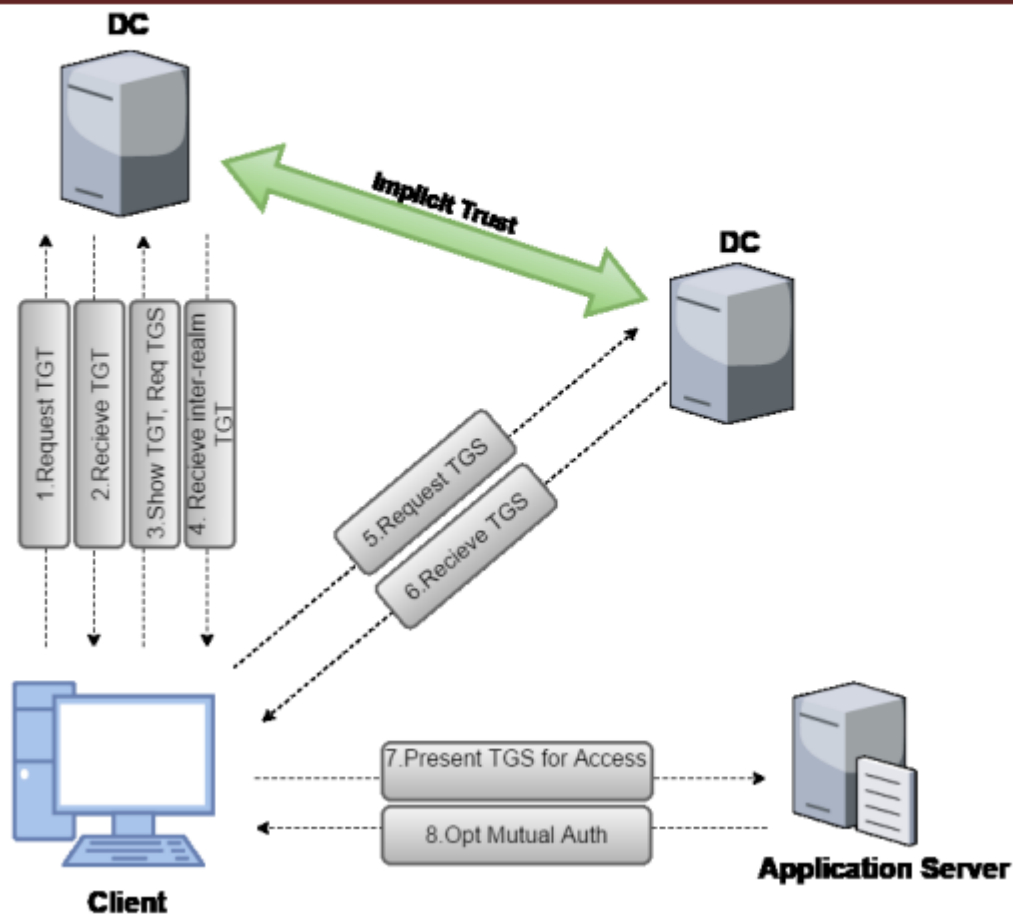 DC
Implicit Trust
DC
1.Request TGT
2.Recieve TGT
3.Show TGT, Req TGS
4. Recieve inter-realm
TGT
5.Request TGS
6.Recieve TGS
7.Present TGS for Access
8.Opt Mutual Auth
Client
Application Server